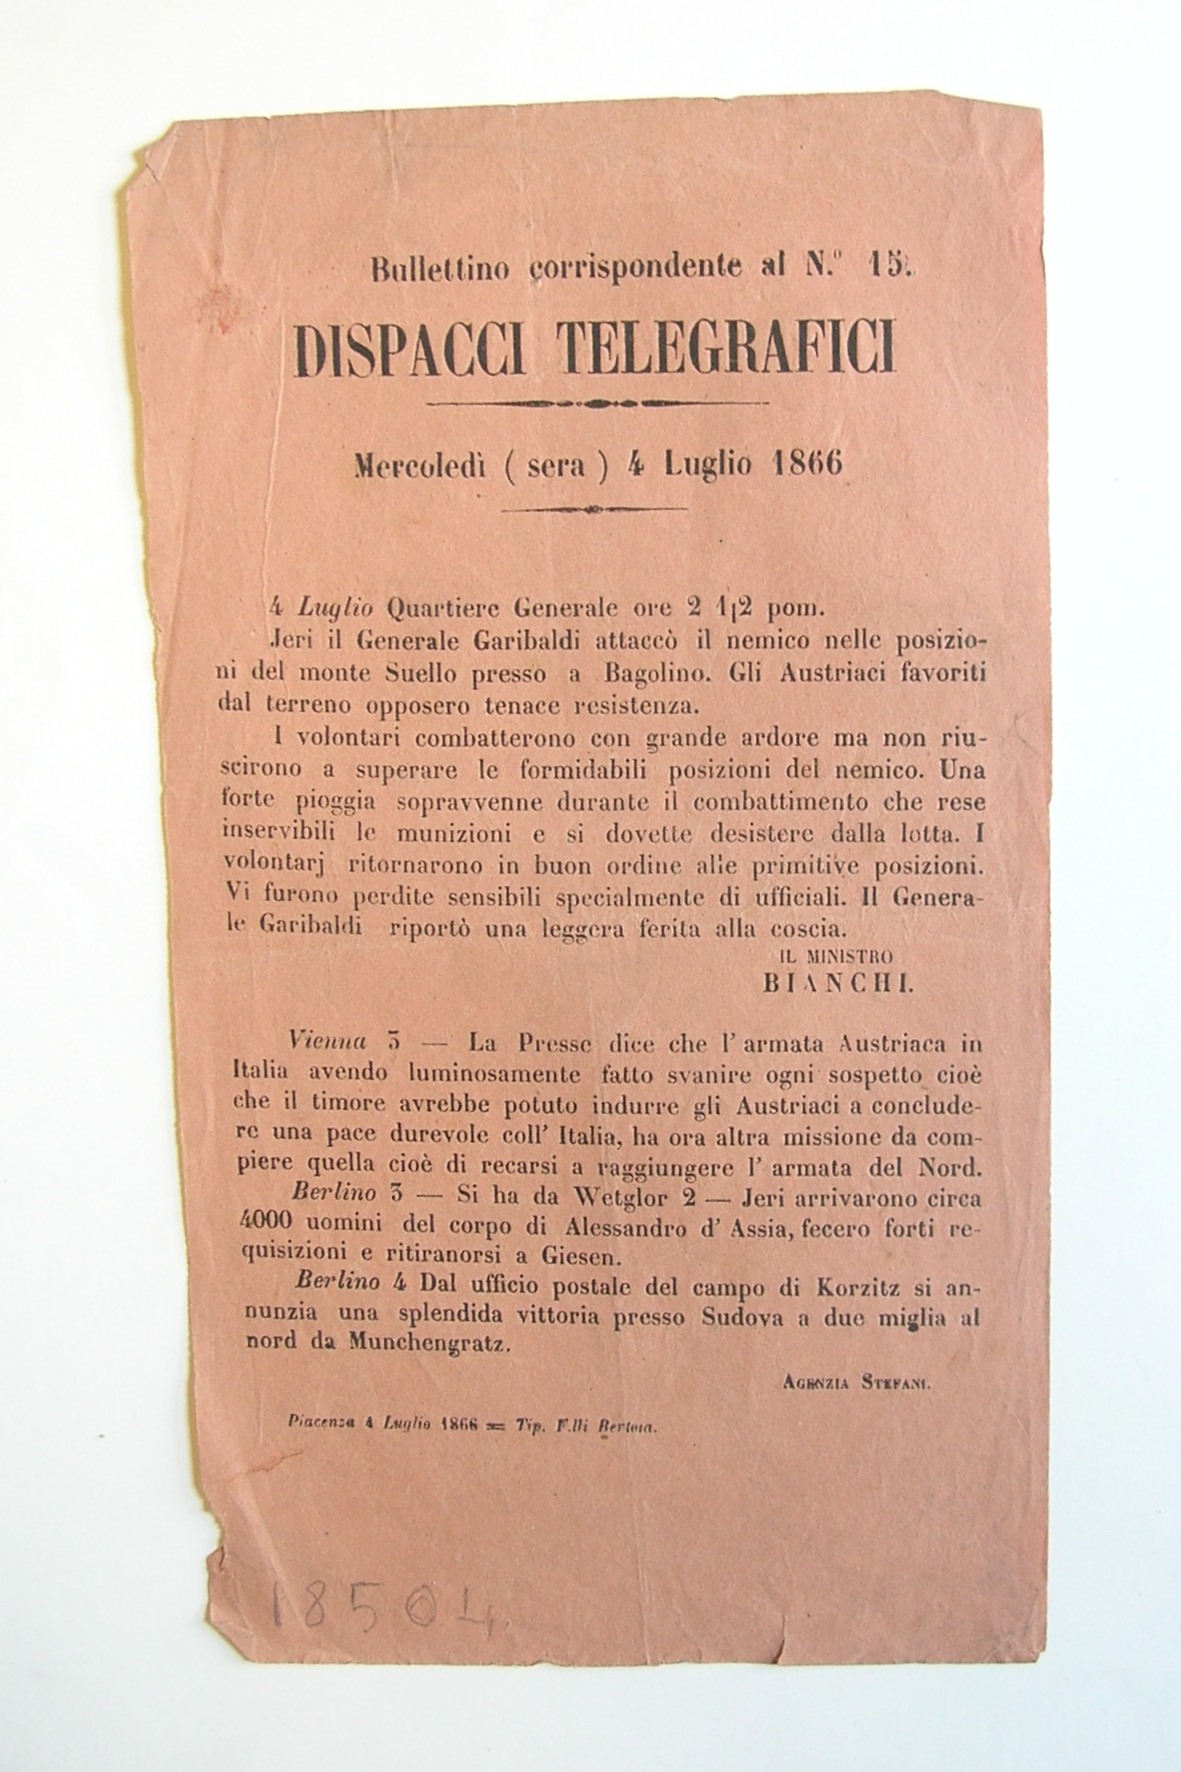 Bullettino corrispondente al N.º 15.
DISPACCI TELEGRAFICI
Mercoledì ( sera ) 4 Luglio 1866
4 Luglio Quartiere Generale ore 2 1|2 pom.
Jeri il Generale Garibaldi attaccò il nemico nelle posizio-
ni del monte Suello presso a Bagolino. Gli Austriaci favoriti
dal terreno opposero tenace resistenza.
I volontari combatterono con grande ardore ma non riu-
scirono a superare le formidabili posizioni del nemico. Una
forte pioggia sopravvenne durante il combattimento che rese
inservibili le munizioni e si dovette desistere dalla lotta. I
volontarj ritornarono in buon ordine alle primitive posizioni.
Vi furono perdite sensibili specialmente di ufficiali. Il Genera-
le Garibaldi riportò una leggera ferita alla coscia.
IL MINISTRO
BIANCHI.
Vienna 3 — La Presse dice che l' armata Austriaca in
Italia avendo luminosamente fatto svanire ogni sospetto cioè
che il timore avrebbe potuto indurre gli Austriaci a conclude-
re una pace durevole coll' Italia, ha ora altra missione da com-
piere quella cioè di recarsi a raggiungere l' armata del Nord.
Berlino 3 — Si ha da Wetglor 2 — Jeri arrivarono circa
4000 uomini del corpo di Alessandro d' Assia, fecero forti re-
quisizioni e ritiranorsi a Giesen.
Berlino 4 Dal ufficio postale del campo di Korzitz si an-
nunzia una splendida vittoria presso Sudova a due miglia al
nord da Munchengratz.
AGENZIA STEFANI.
Piacenza 4 Luglio 1866 = Tip. F.lli Bertola.
18504.